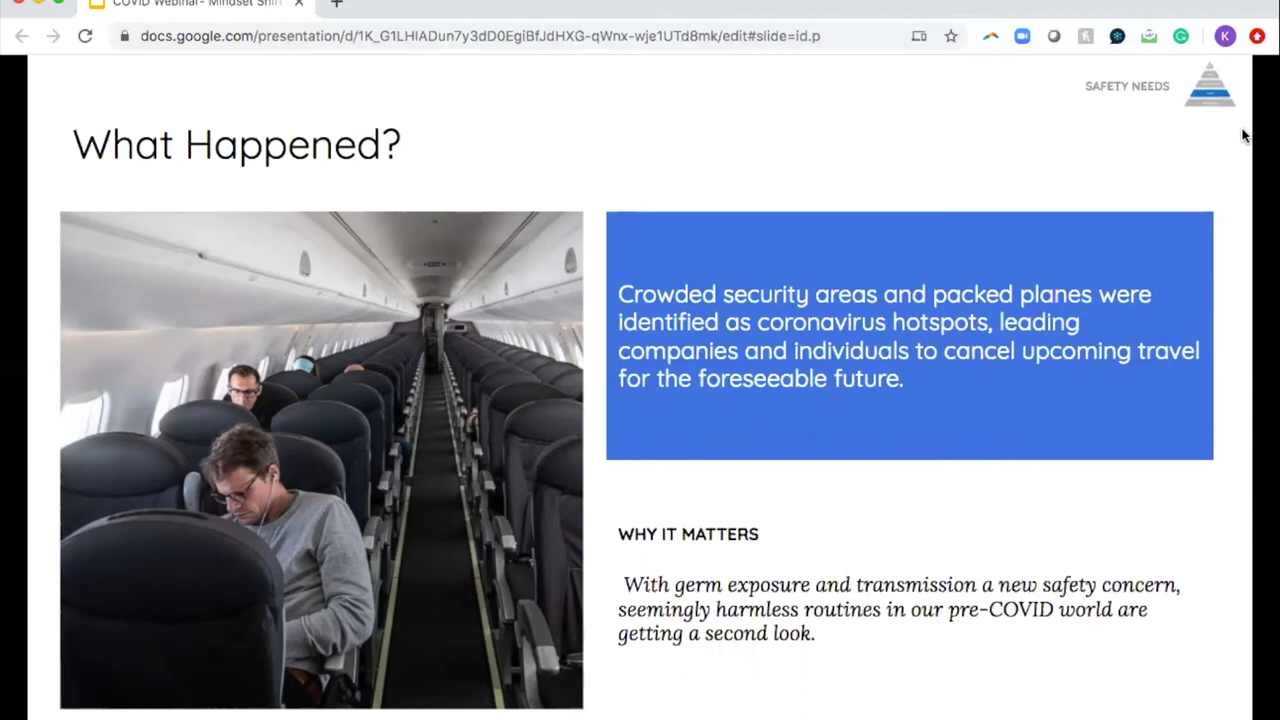 COVID Webinar- Mindset Shift
docs.google.com/presentation/d/1K_G1LHlADun7y3dD0EgiBfJdHXG-qWnx-wje1UTd8mk/edit#slide=id.p
K
SAFETY NEEDS
What Happened?
EXIT
Crowded security areas and packed planes were
identified as coronavirus hotspots, leading
companies and individuals to cancel upcoming travel
for the foreseeable future.
WHY IT MATTERS
With germ exposure and transmission a new safety concern,
seemingly harmless routines in our pre-COVID world are
getting a second look.